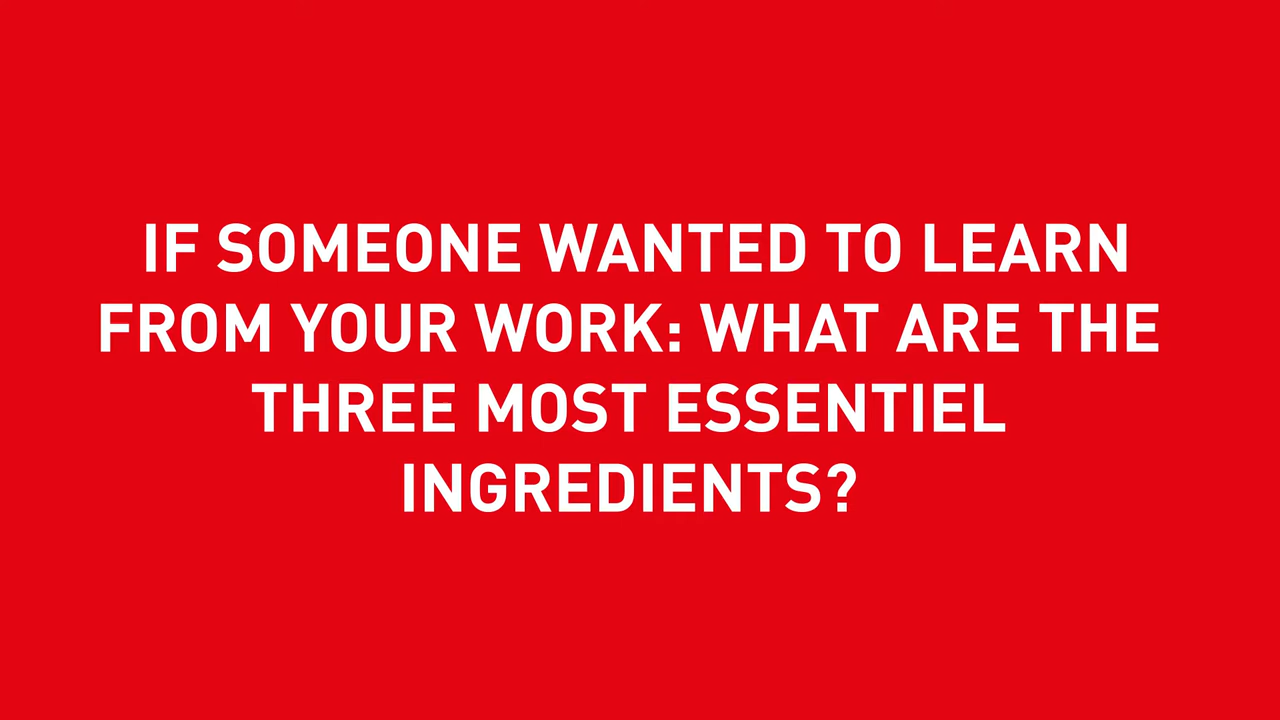 IF SOMEONE WANTED TO LEARN
FROM YOUR WORK: WHAT ARE THE
THREE MOST ESSENTIEL
INGREDIENTS?